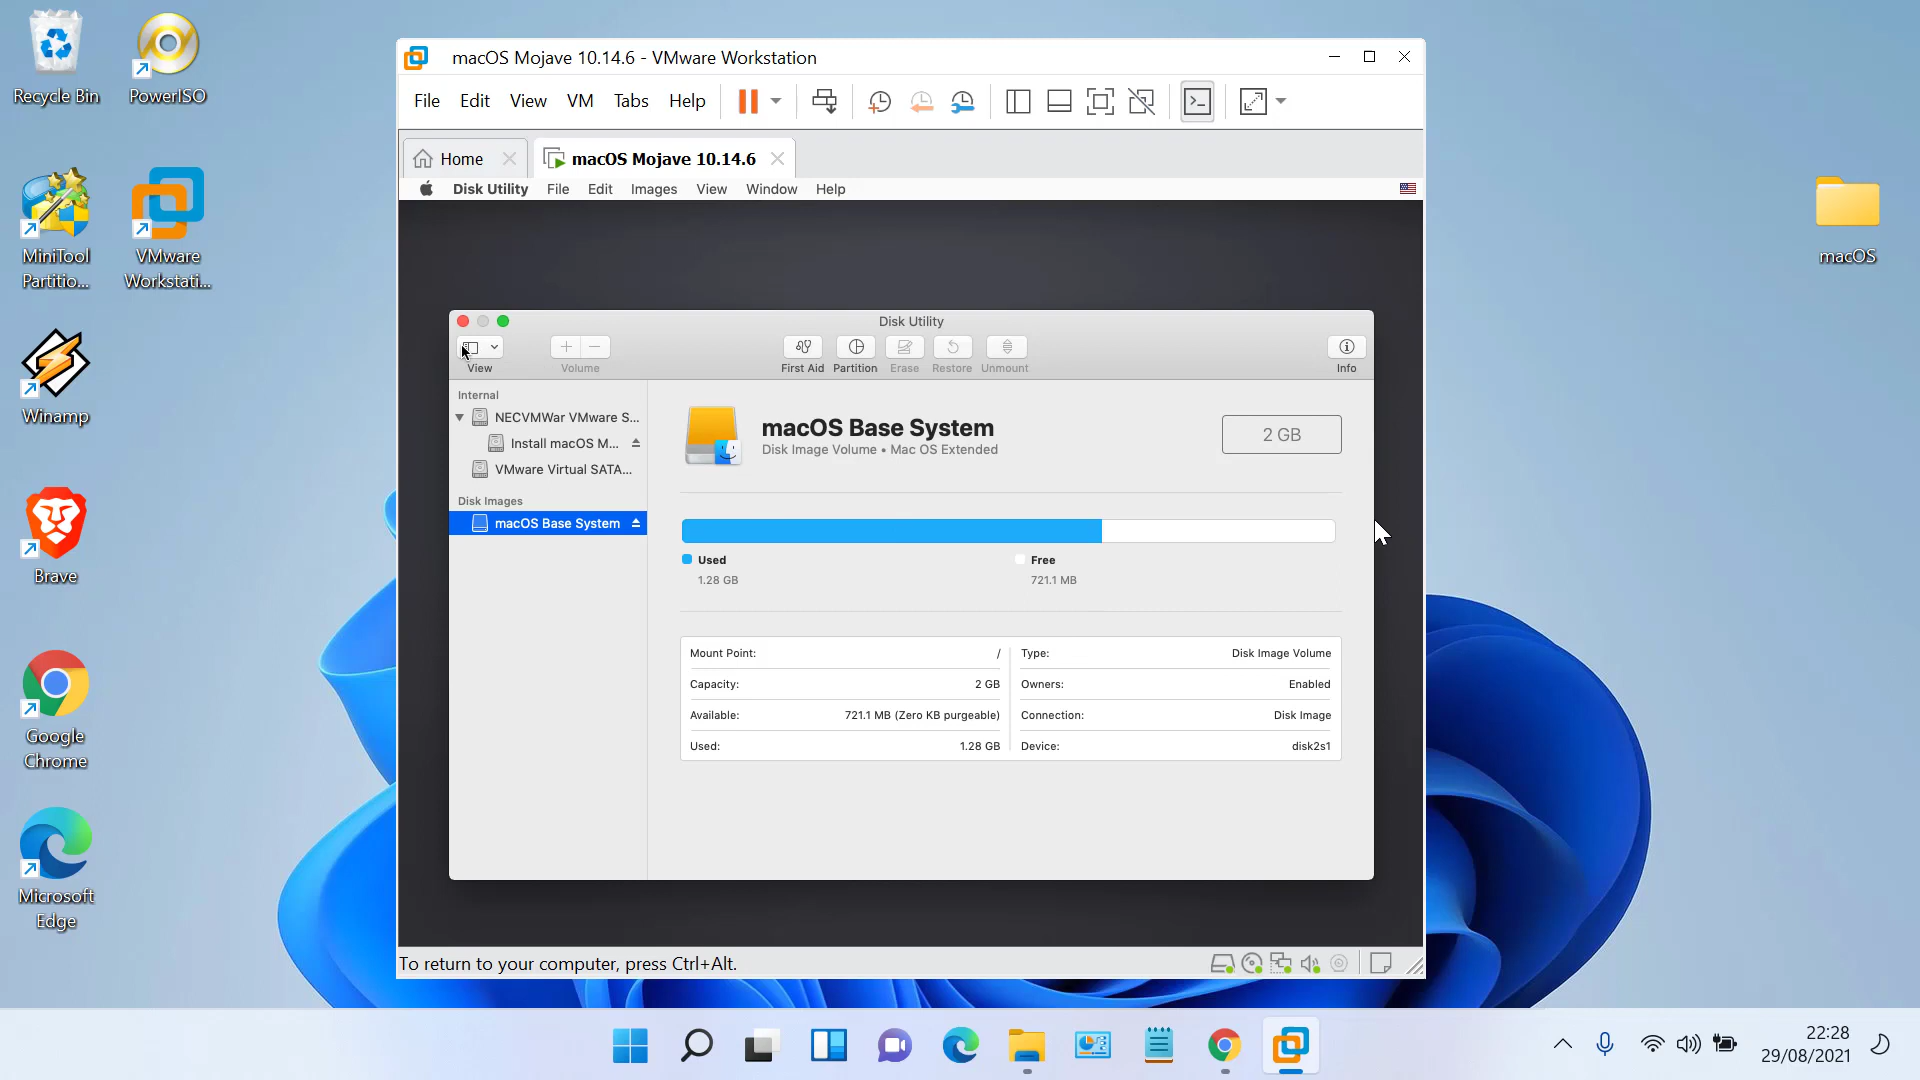 Recycle Bin
PowerISO
MiniTool
Partitio...
VMware
Workstati...
Winamp
Brave
Google
Chrome
Microsoft
Edge
macOS
macOS Mojave 10.14.6 - VMware Workstation
File Edit View VM Tabs Help
Home
macOS Mojave 10.14.6
Disk Utility File Edit Images View Window Help
Disk Utility
View
Volume
First Aid
Partition
Erase
Restore
Unmount
Info
Internal
NECVMWar VMware S...
Install macOS M...
VMware Virtual SATA...
Disk Images
macOS Base System
macOS Base System
Disk Image Volume • Mac OS Extended
2 GB
Used
1.28 GB
Free
721.1 MB
Mount Point: /
Capacity: 2 GB
Available: 721.1 MB (Zero KB purgeable)
Used: 1.28 GB
Type: Disk Image Volume
Owners: Enabled
Connection: Disk Image
Device: disk2s1
To return to your computer, press Ctrl+Alt.
22:28
29/08/2021